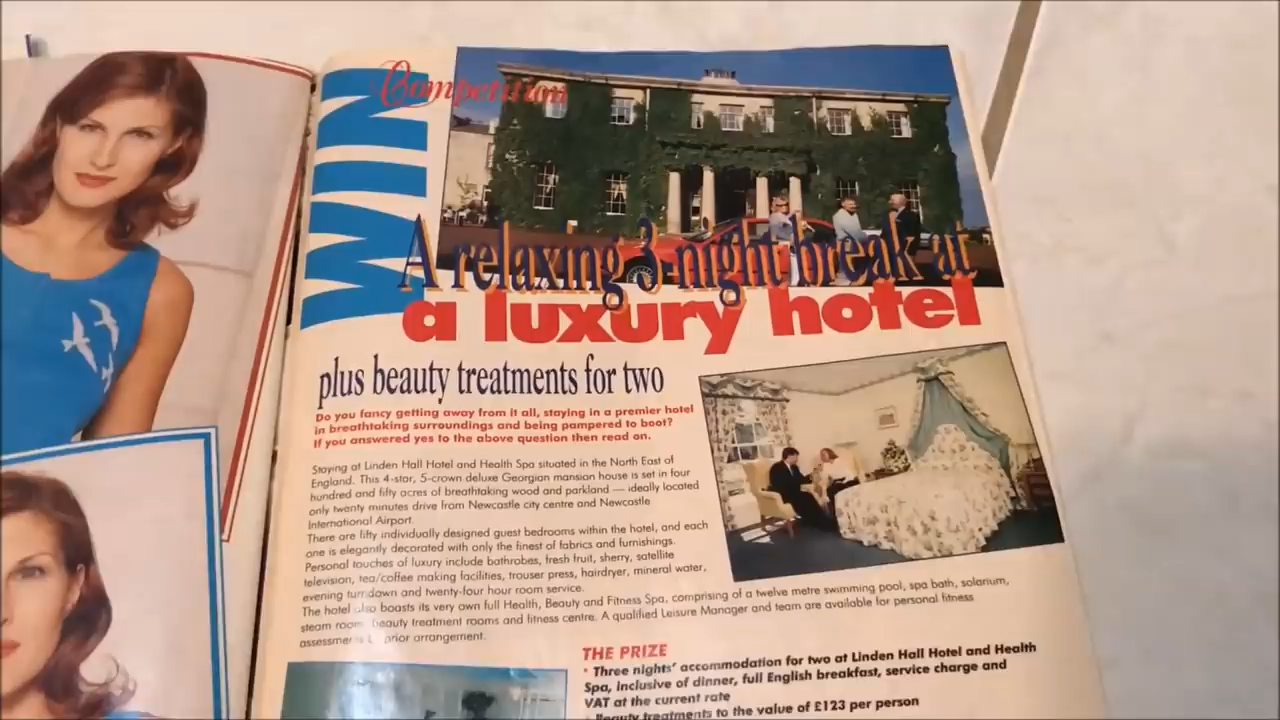 Competition
WIN
A relaxing 3-night break at
a luxury hotel
plus beauty treatments for two
Do you fancy getting away from it all, staying in a premier hotel
in breathtaking surroundings and being pampered to boot?
If you answered yes to the above question then read on.
Staying at Linden Hall Hotel and Health Spa situated in the North East of
England. This 4-star, 5-crown deluxe Georgian mansion house is set in four
hundred and fifty acres of breathtaking wood and parkland — ideally located
only twenty minutes drive from Newcastle city centre and Newcastle
International Airport.
There are fifty individually designed guest bedrooms within the hotel, and each
one is elegantly decorated with only the finest of fabrics and furnishings.
Personal touches of luxury include bathrobes, fresh fruit, sherry, satellite
television, tea/coffee making facilities, trouser press, hairdryer, mineral water,
evening turndown and twenty-four hour room service.
The hotel also boasts its very own full Health, Beauty and Fitness Spa, comprising of a twelve metre swimming pool, spa bath, solarium,
steam room, beauty treatment rooms and fitness centre. A qualified Leisure Manager and team are available for personal fitness
prior arrangement.
THE PRIZE
• Three nights' accommodation for two at Linden Hall Hotel and Health
Spa, inclusive of dinner, full English breakfast, service charge and
VAT at the current rate
• Beauty treatments to the value of £123 per person